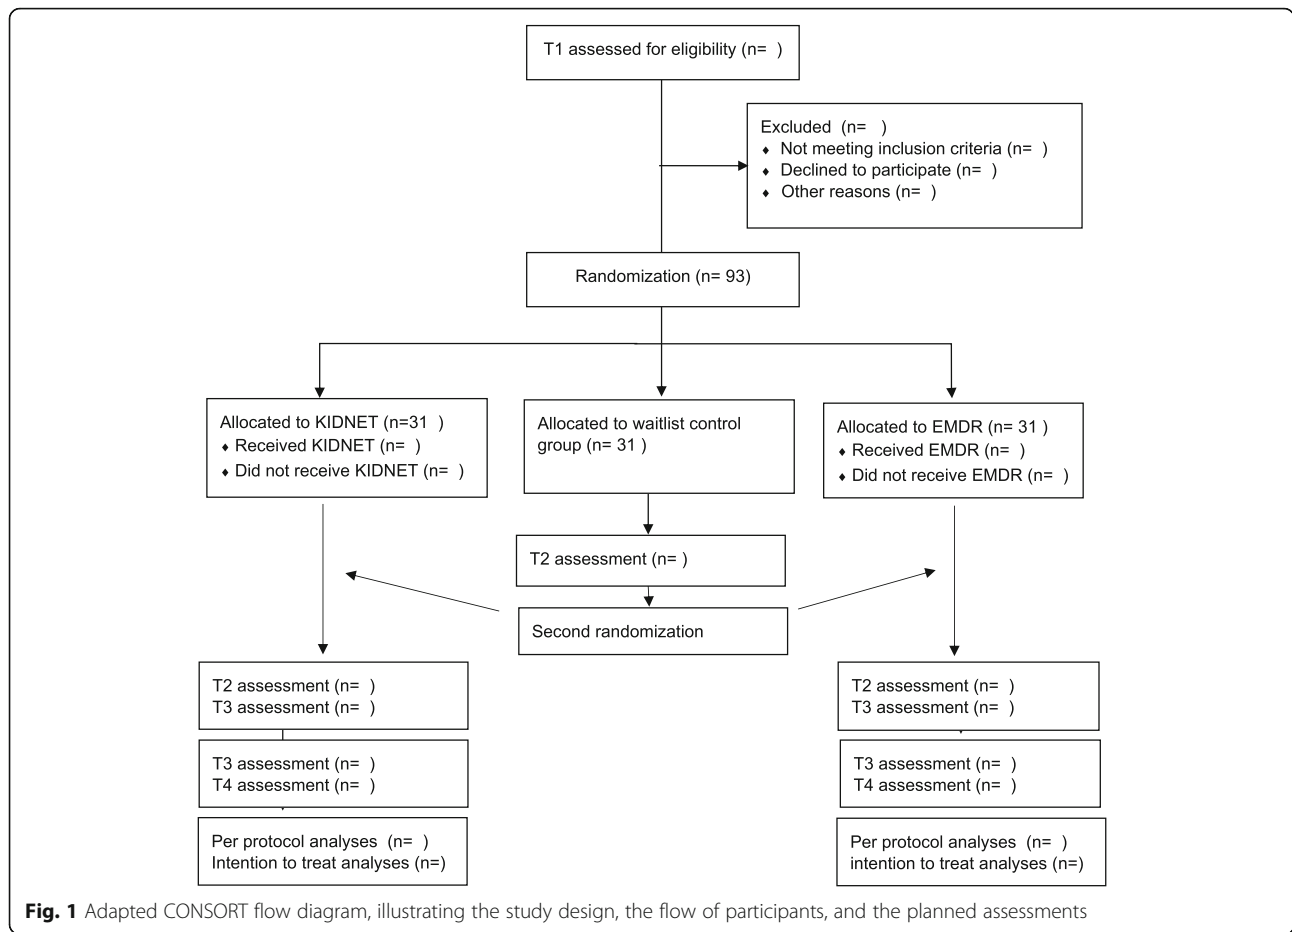 T1 assessed for eligibility (n=  )
Excluded  (n=   )
♦ Not meeting inclusion criteria (n=  )
♦ Declined to participate (n=  )
♦ Other reasons (n=  )
Randomization (n= 93)
Allocated to KIDNET (n=31  )
♦ Received KIDNET (n=  )
♦ Did not receive KIDNET (n=  )
Allocated to waitlist control
group (n= 31 )
Allocated to EMDR (n= 31 )
♦ Received EMDR (n=  )
♦ Did not receive EMDR (n=  )
T2 assessment (n= )
Second randomization
T2 assessment (n=  )
T3 assessment (n=  )
T2 assessment (n=  )
T3 assessment (n=  )
T3 assessment (n=  )
T4 assessment (n=  )
T3 assessment (n=  )
T4 assessment (n=  )
Per protocol analyses  (n=  )
Intention to treat analyses (n=)
Per protocol analyses  (n=  )
intention to treat analyses (n=)
Fig. 1 Adapted CONSORT flow diagram, illustrating the study design, the flow of participants, and the planned assessments